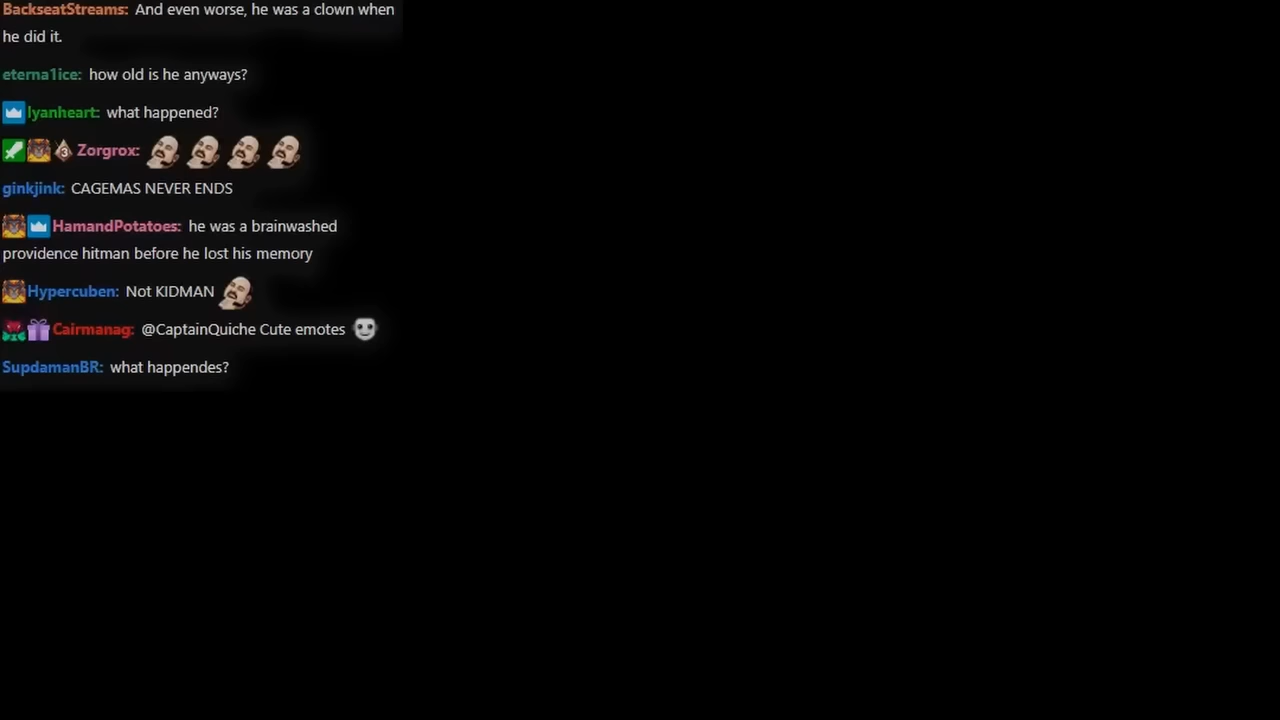 BackseatStreams: And even worse, he was a clown when
he did it.
eterna1ice: how old is he anyways?
lyanheart: what happened?
3 Zorgrox:
ginkjink: CAGEMAS NEVER ENDS
HamandPotatoes: he was a brainwashed
providence hitman before he lost his memory
Hypercuben: Not KIDMAN
Cairmanag: @CaptainQuiche Cute emotes
SupdamanBR: what happendes?